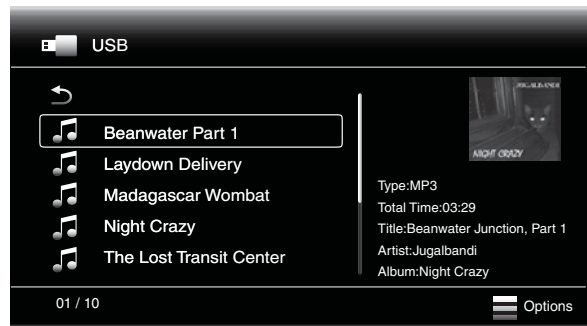 USB
Beanwater Part 1
Laydown Delivery
Madagascar Wombat
Night Crazy
The Lost Transit Center
JUGALBANDI
NIGHT CRAZY
Type:MP3
Total Time:03:29
Title:Beanwater Junction, Part 1
Artist:Jugalbandi
Album:Night Crazy
01 / 10
Options